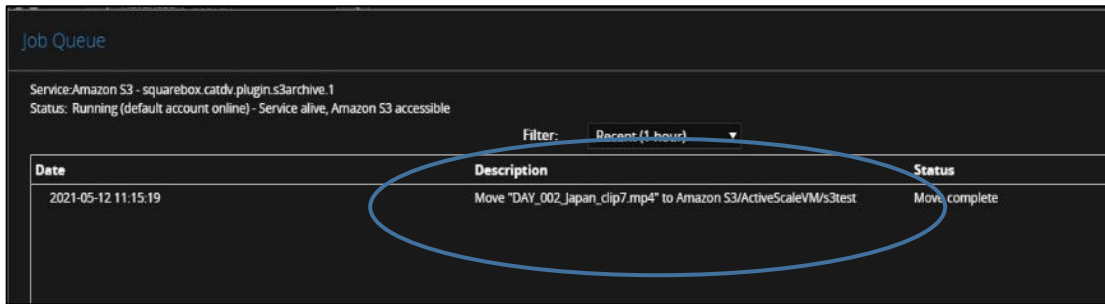 Job Queue
Service:Amazon S3 - squarebox.catdv.plugin.s3archive.1
Status: Running (default account online) - Service alive, Amazon S3 accessible
Filter: Recent (1 hour)
Date Description Status
2021-05-12 11:15:19 Move "DAY_002_Japan_clip7.mp4" to Amazon S3/ActiveScaleVM/s3test Move complete